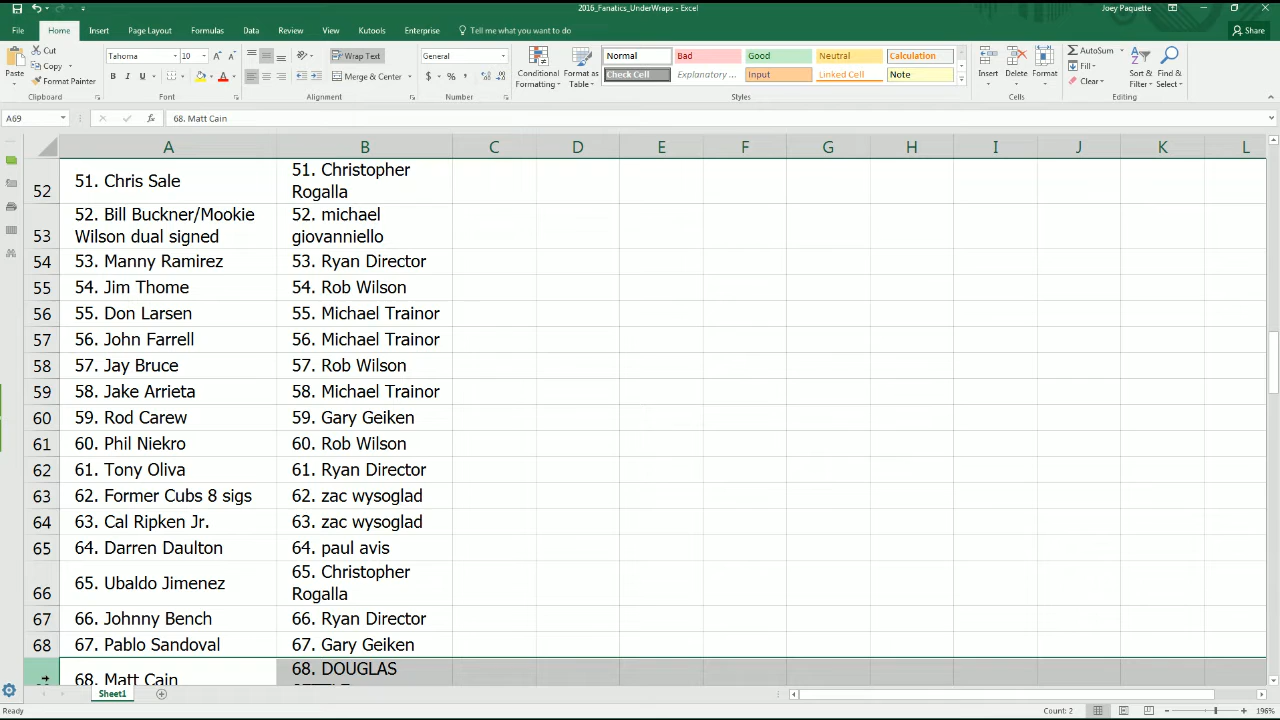 2016_Fanatics_UnderWraps - Excel
Joey Paquette
File Home Insert Page Layout Formulas Data Review View Kutools Enterprise Tell me what you want to do
Share
Paste
Cut
Copy
Format Painter
Clipboard
Tahoma 10
B I U
Font
Wrap Text
Merge & Center
Alignment
General
$ % ,
Number
Conditional Formatting
Format as Table
Normal Bad Good Neutral Calculation
Check Cell Explanatory ... Input Linked Cell Note
Styles
Insert Delete Format
Cells
AutoSum
Fill
Clear
Sort & Filter
Find & Select
Editing
A69 fx 68. Matt Cain
A B C D E F G H I J K L
52 51. Chris Sale 51. Christopher
Rogalla
53 52. Bill Buckner/Mookie 52. michael
Wilson dual signed giovanniello
54 53. Manny Ramirez 53. Ryan Director
55 54. Jim Thome 54. Rob Wilson
56 55. Don Larsen 55. Michael Trainor
57 56. John Farrell 56. Michael Trainor
58 57. Jay Bruce 57. Rob Wilson
59 58. Jake Arrieta 58. Michael Trainor
60 59. Rod Carew 59. Gary Geiken
61 60. Phil Niekro 60. Rob Wilson
62 61. Tony Oliva 61. Ryan Director
63 62. Former Cubs 8 sigs 62. zac wysoglad
64 63. Cal Ripken Jr. 63. zac wysoglad
65 64. Darren Daulton 64. paul avis
66 65. Ubaldo Jimenez 65. Christopher
Rogalla
67 66. Johnny Bench 66. Ryan Director
68 67. Pablo Sandoval 67. Gary Geiken
68. Matt Cain 68. DOUGLAS
Sheet1
Ready
Count: 2
196%